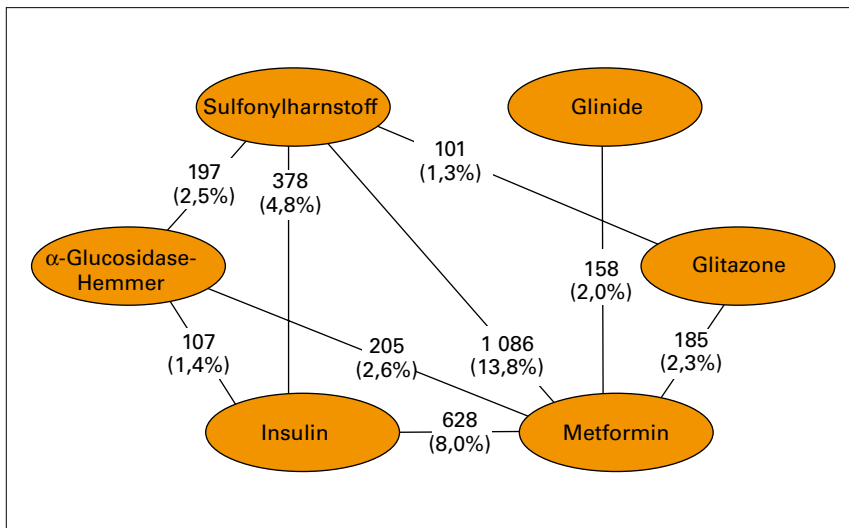 Sulfonylharnstoff
Glinide
101
(1,3%)
197
(2,5%)
378
(4,8%)
α-Glucosidase-
Hemmer
Glitazone
158
(2,0%)
107
(1,4%)
205
(2,6%)
1 086
(13,8%)
185
(2,3%)
Insulin
628
(8,0%)
Metformin